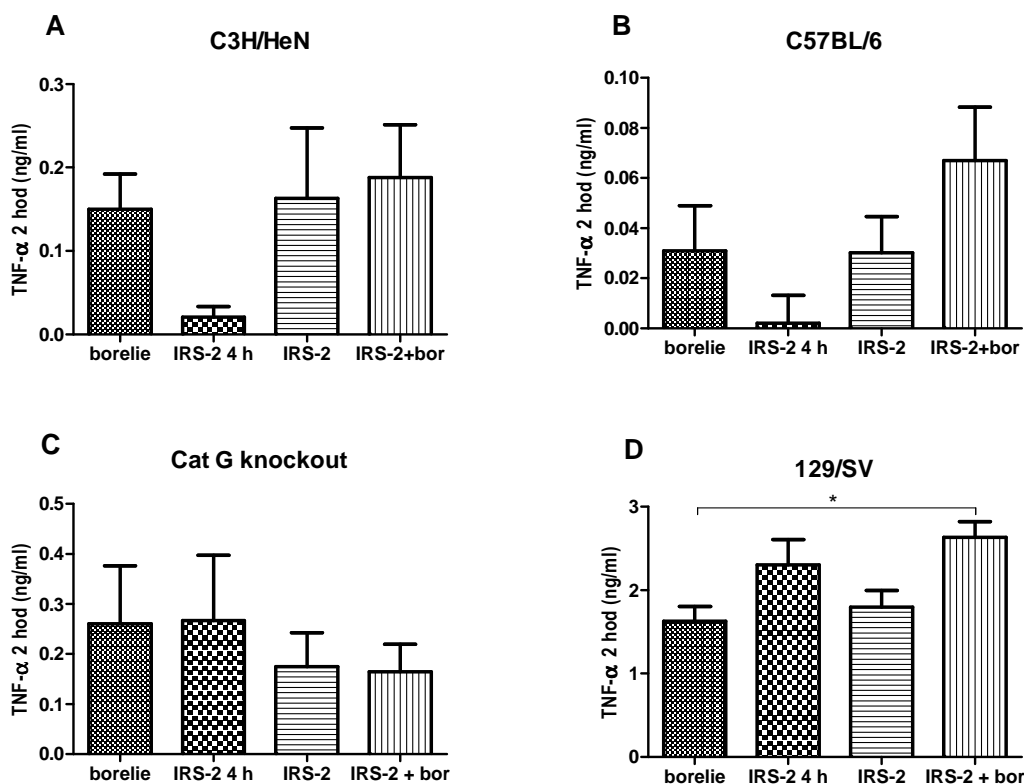 A
C3H/HeN
TNF-α 2 hod (ng/ml)
0.3
0.2
0.1
0.0
borelie IRS-2 4 h IRS-2 IRS-2+bor
B
C57BL/6
TNF-α 2 hod (ng/ml)
0.10
0.08
0.06
0.04
0.02
0.00
borelie IRS-2 4 h IRS-2 IRS-2+bor
C
Cat G knockout
TNF-α 2 hod (ng/ml)
0.5
0.4
0.3
0.2
0.1
0.0
borelie IRS-2 4 h IRS-2 IRS-2 + bor
D
129/SV
*
TNF-α 2 hod (ng/ml)
3
2
1
0
borelie IRS-2 4 h IRS-2 IRS-2 + bor